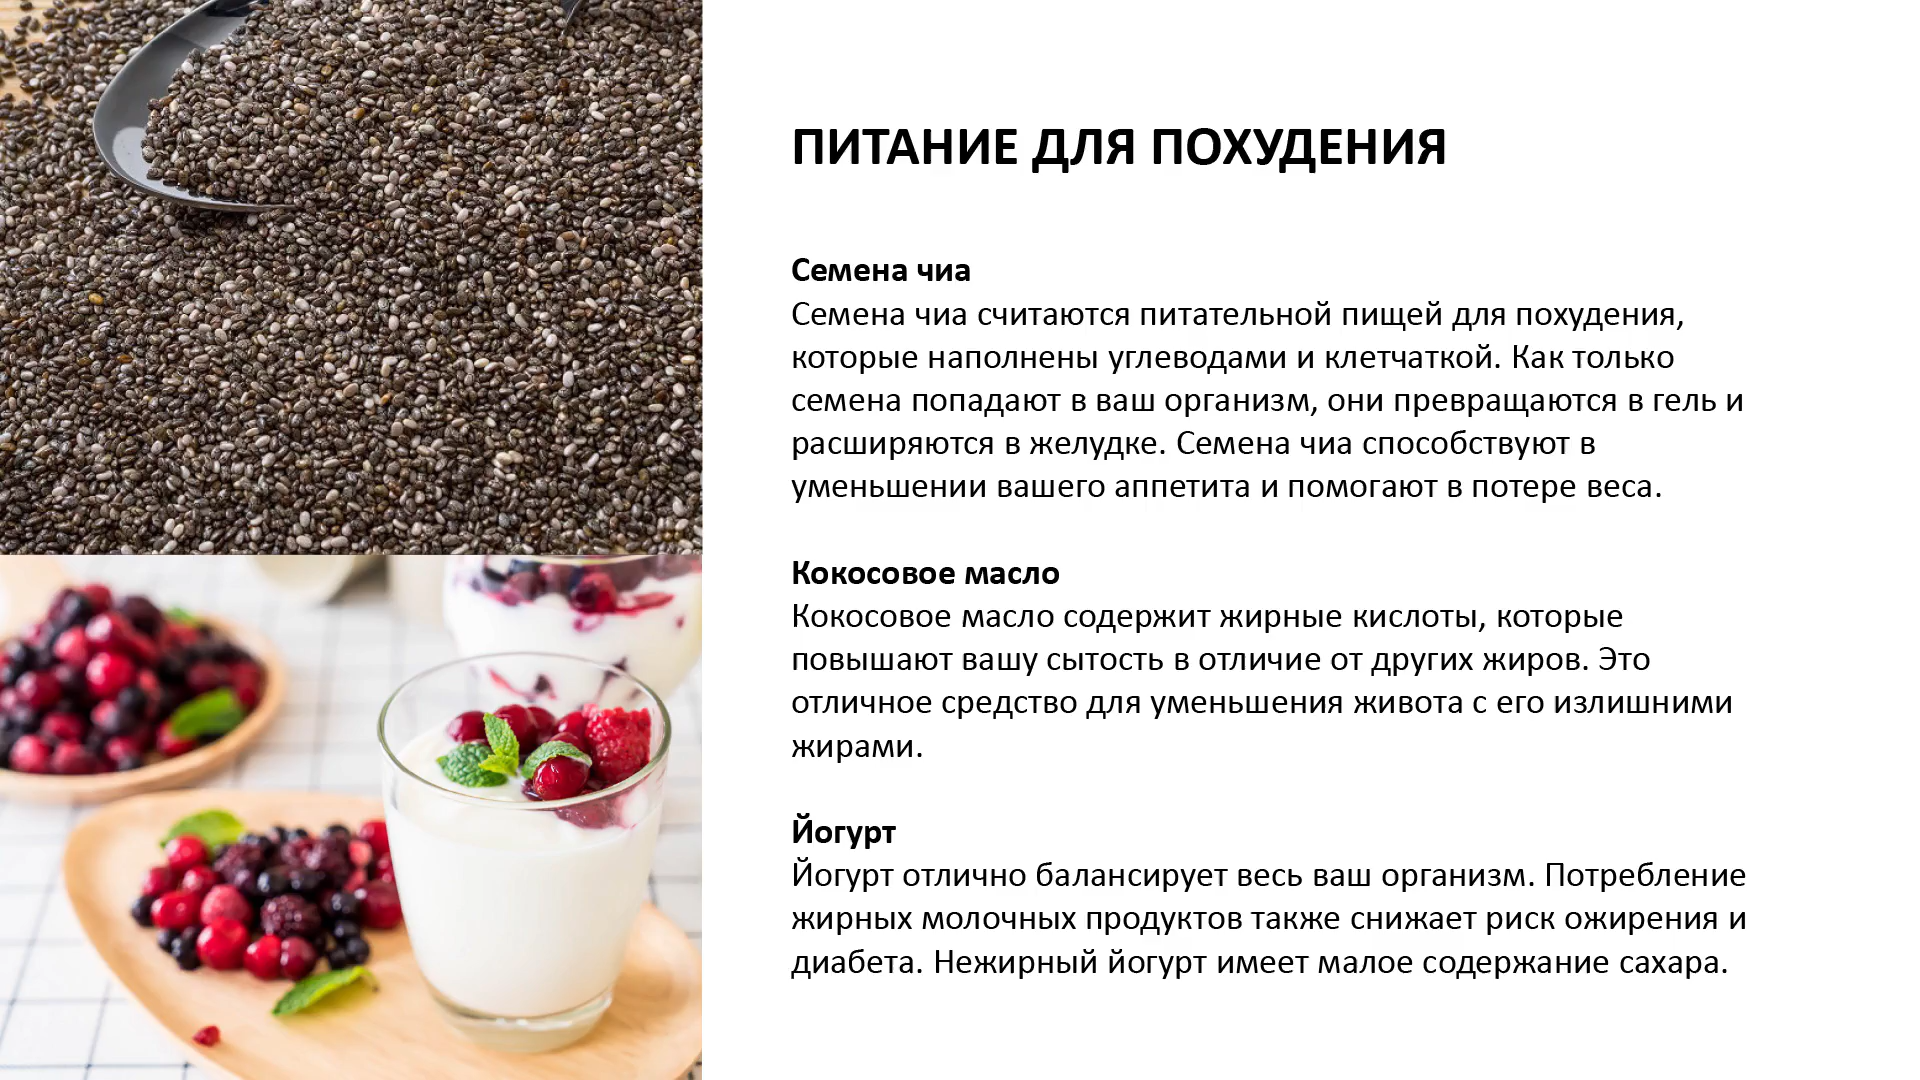 ПИТАНИЕ ДЛЯ ПОХУДЕНИЯ
Семена чиа
Семена чиа считаются питательной пищей для похудения,
которые наполнены углеводами и клетчаткой. Как только
семена попадают в ваш организм, они превращаются в гель и
расширяются в желудке. Семена чиа способствуют в
уменьшении вашего аппетита и помогают в потере веса.
Кокосовое масло
Кокосовое масло содержит жирные кислоты, которые
повышают вашу сытость в отличие от других жиров. Это
отличное средство для уменьшения живота с его излишними
жирами.
Йогурт
Йогурт отлично балансирует весь ваш организм. Потребление
жирных молочных продуктов также снижает риск ожирения и
диабета. Нежирный йогурт имеет малое содержание сахара.